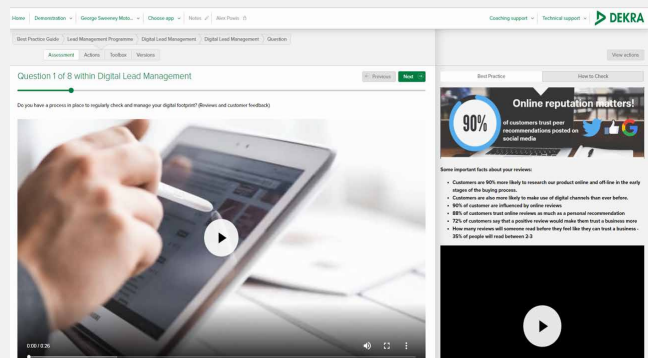 Home Demonstration George Sweeney Moto... Choose app Notes Alex Poole
Coaching support Technical support DEKRA
Best Practice Guide Lead Management Programme Digital Lead Management Digital Lead Management Question
Assessment Actions Toolbox Versions
View actions
Question 1 of 8 within Digital Lead Management
Previous Next
Do you have a process in place to regularly check and manage your digital footprint? (Reviews and customer feedback)
0:00 / 0:26
Best Practice How to Check
Online reputation matters!
90%
of customers trust peer
recommendations posted on
social media
Some important facts about your reviews:
Customers are 90% more likely to research our product online and off-line in the early
stages of the buying process.
Customers are also more likely to make use of digital channels than ever before.
90% of customer are influenced by online reviews
88% of customers trust online reviews as much as a personal recommendation
72% of customers say that a positive review would make them trust a business more
How many reviews will someone read before they feel like they can trust a business -
35% of people will read between 2-3